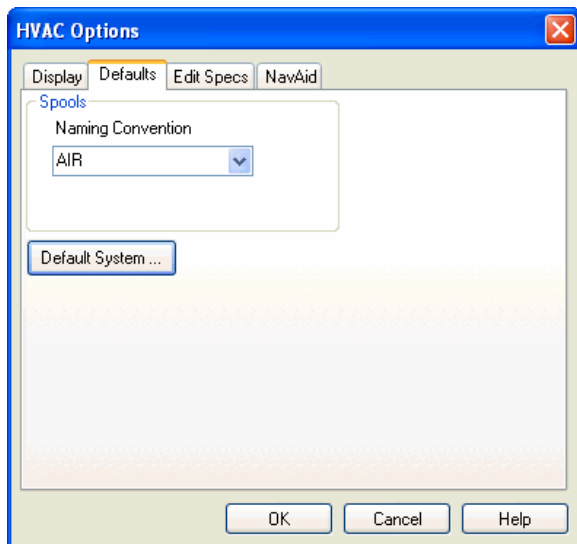 HVAC Options
Display Defaults Edit Specs NavAid
Spools
Naming Convention
AIR
Default System ...
OK Cancel Help